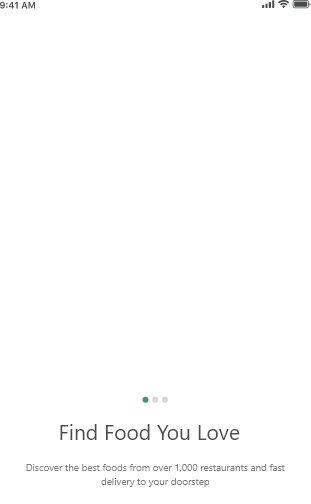 9:41 AM
Find Food You Love
Discover the best foods from over 1,000 restaurants and fast
delivery to your doorstep